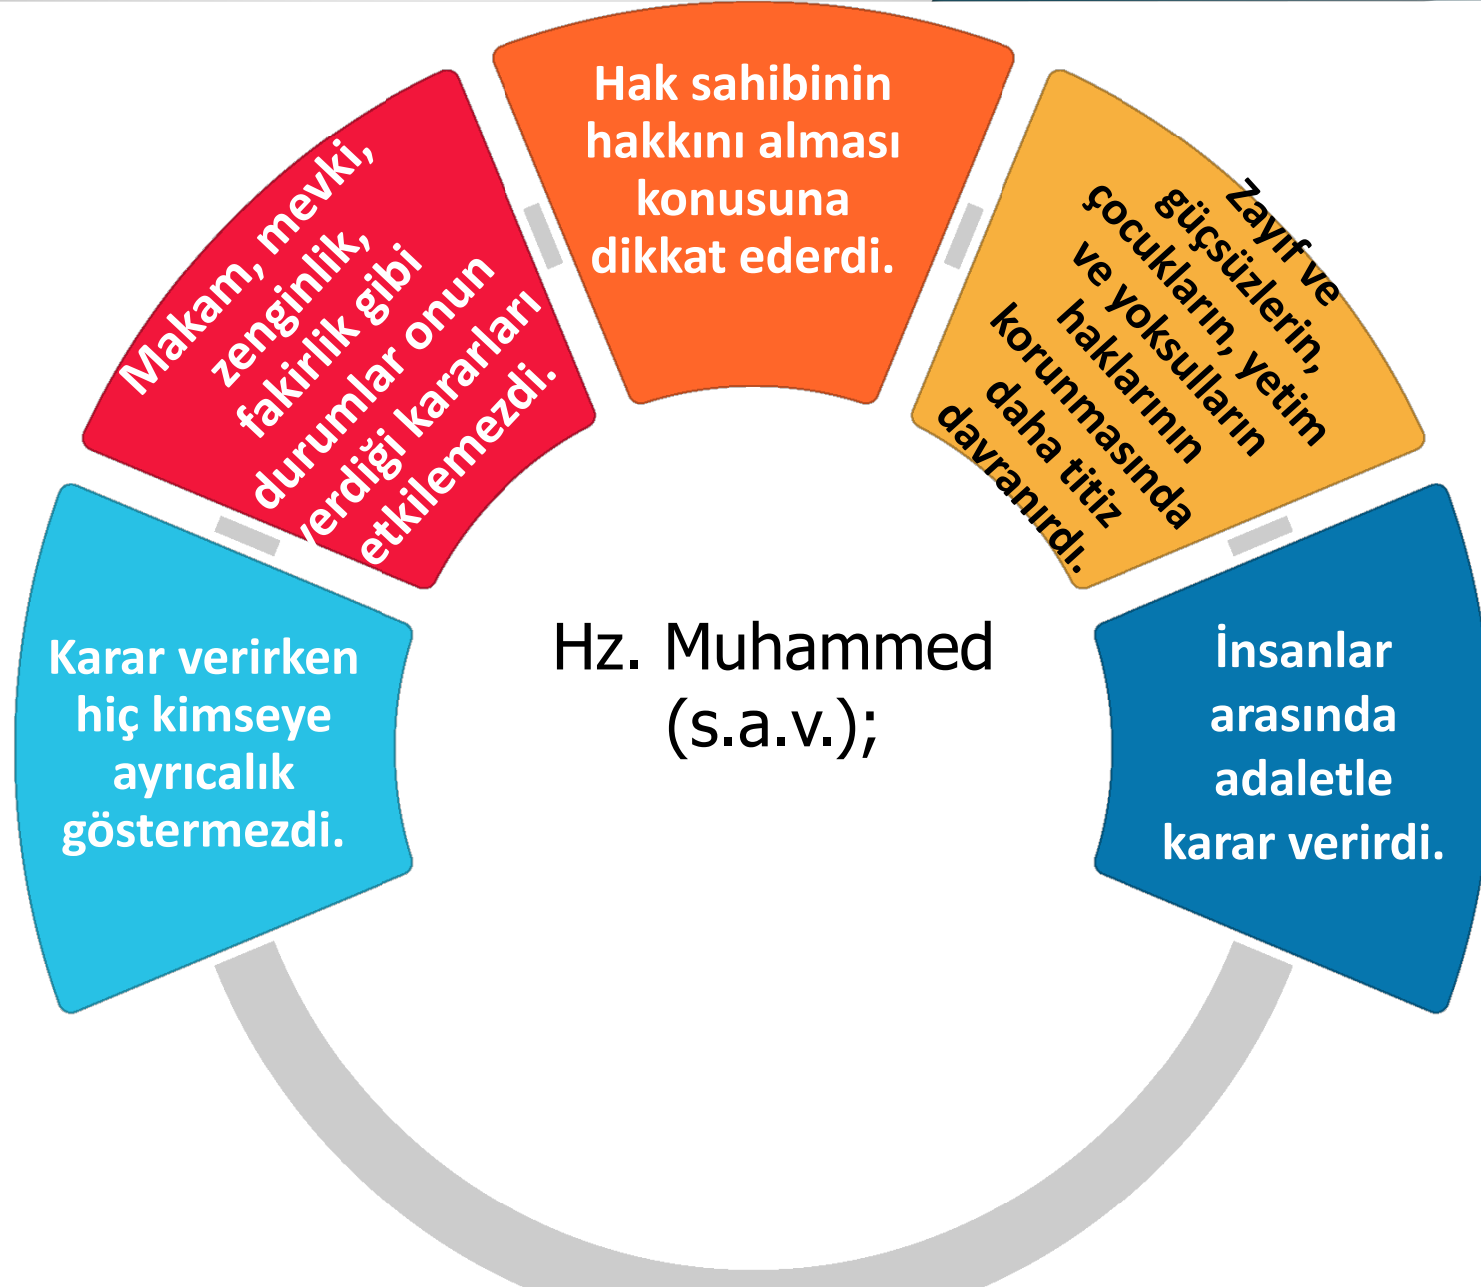 Hak sahibinin
hakkını alması
konusuna
dikkat ederdi.
Makam, mevki,
zenginlik,
fakirlik gibi
durumlar onun
verdiği kararları
etkilemezdi.
Zayıf ve
güçsüzlerin,
çocukların, yetim
ve yoksulların
haklarının
korunmasında
daha titiz
davranırdı.
Karar verirken
hiç kimseye
ayrıcalık
göstermezdi.
Hz. Muhammed
(s.a.v.);
İnsanlar
arasında
adaletle
karar verirdi.